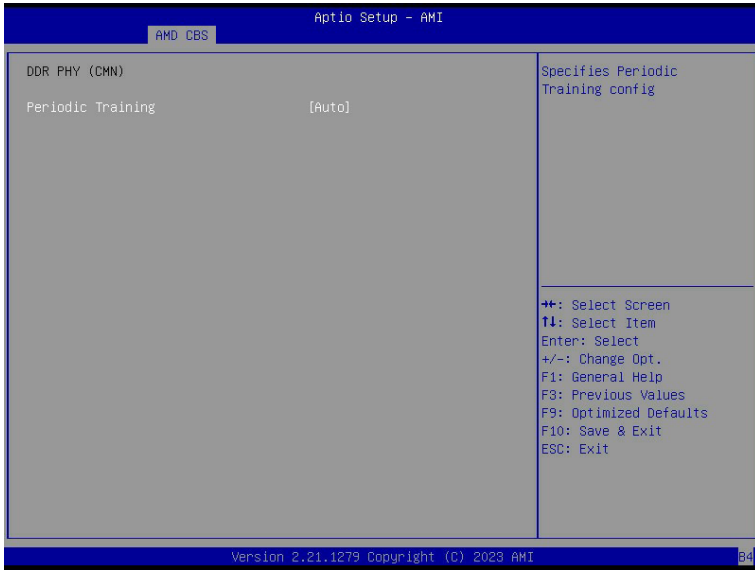 Aptio Setup – AMI
AMD CBS
DDR PHY (CMN)
Periodic Training [Auto]
Specifies Periodic
Training config
→←: Select Screen
↑↓: Select Item
Enter: Select
+/-: Change Opt.
F1: General Help
F3: Previous Values
F9: Optimized Defaults
F10: Save & Exit
ESC: Exit
Version 2.21.1279 Copyright (C) 2023 AMI
B4